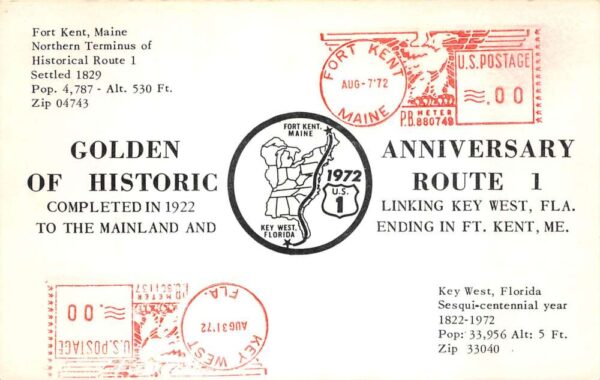 Fort Kent, Maine
Northern Terminus of
Historical Route 1
Settled 1829
Pop. 4,787 - Alt. 530 Ft.
Zip 04743
FORT KENT
AUG-7'72
MAINE
U.S. POSTAGE
.00
METER
P.B. 880749
GOLDEN ANNIVERSARY
OF HISTORIC ROUTE 1
COMPLETED IN 1922 LINKING KEY WEST, FLA.
TO THE MAINLAND AND ENDING IN FT. KENT, ME.
FORT KENT,
MAINE
1972
U.S.
1
KEY WEST,
FLORIDA
Key West, Florida
Sesqui-centennial year
1822-1972
Pop: 33,956 Alt: 5 Ft.
Zip 33040
KEY WEST
AUG 31'72
FLA.
U.S. POSTAGE
.00
METER